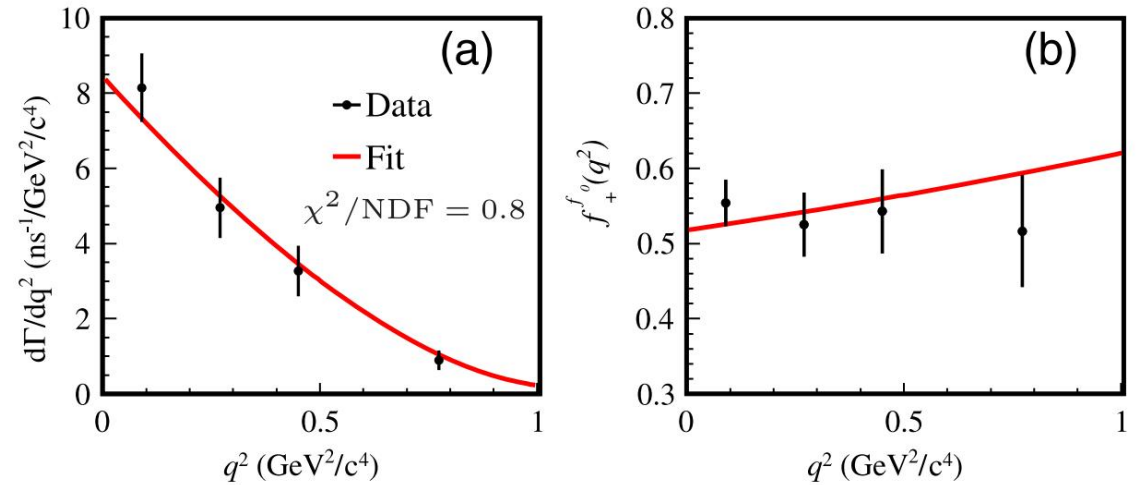 (a)
Data
Fit
χ²/NDF = 0.8
dΓ/dq² (ns⁻¹/GeV²/c⁴)
10
8
6
4
2
0
0 0.5 1
q² (GeV²/c⁴)
(b)
f₊^{f₀}(q²)
0.8
0.7
0.6
0.5
0.4
0.3
0 0.5 1
q² (GeV²/c⁴)